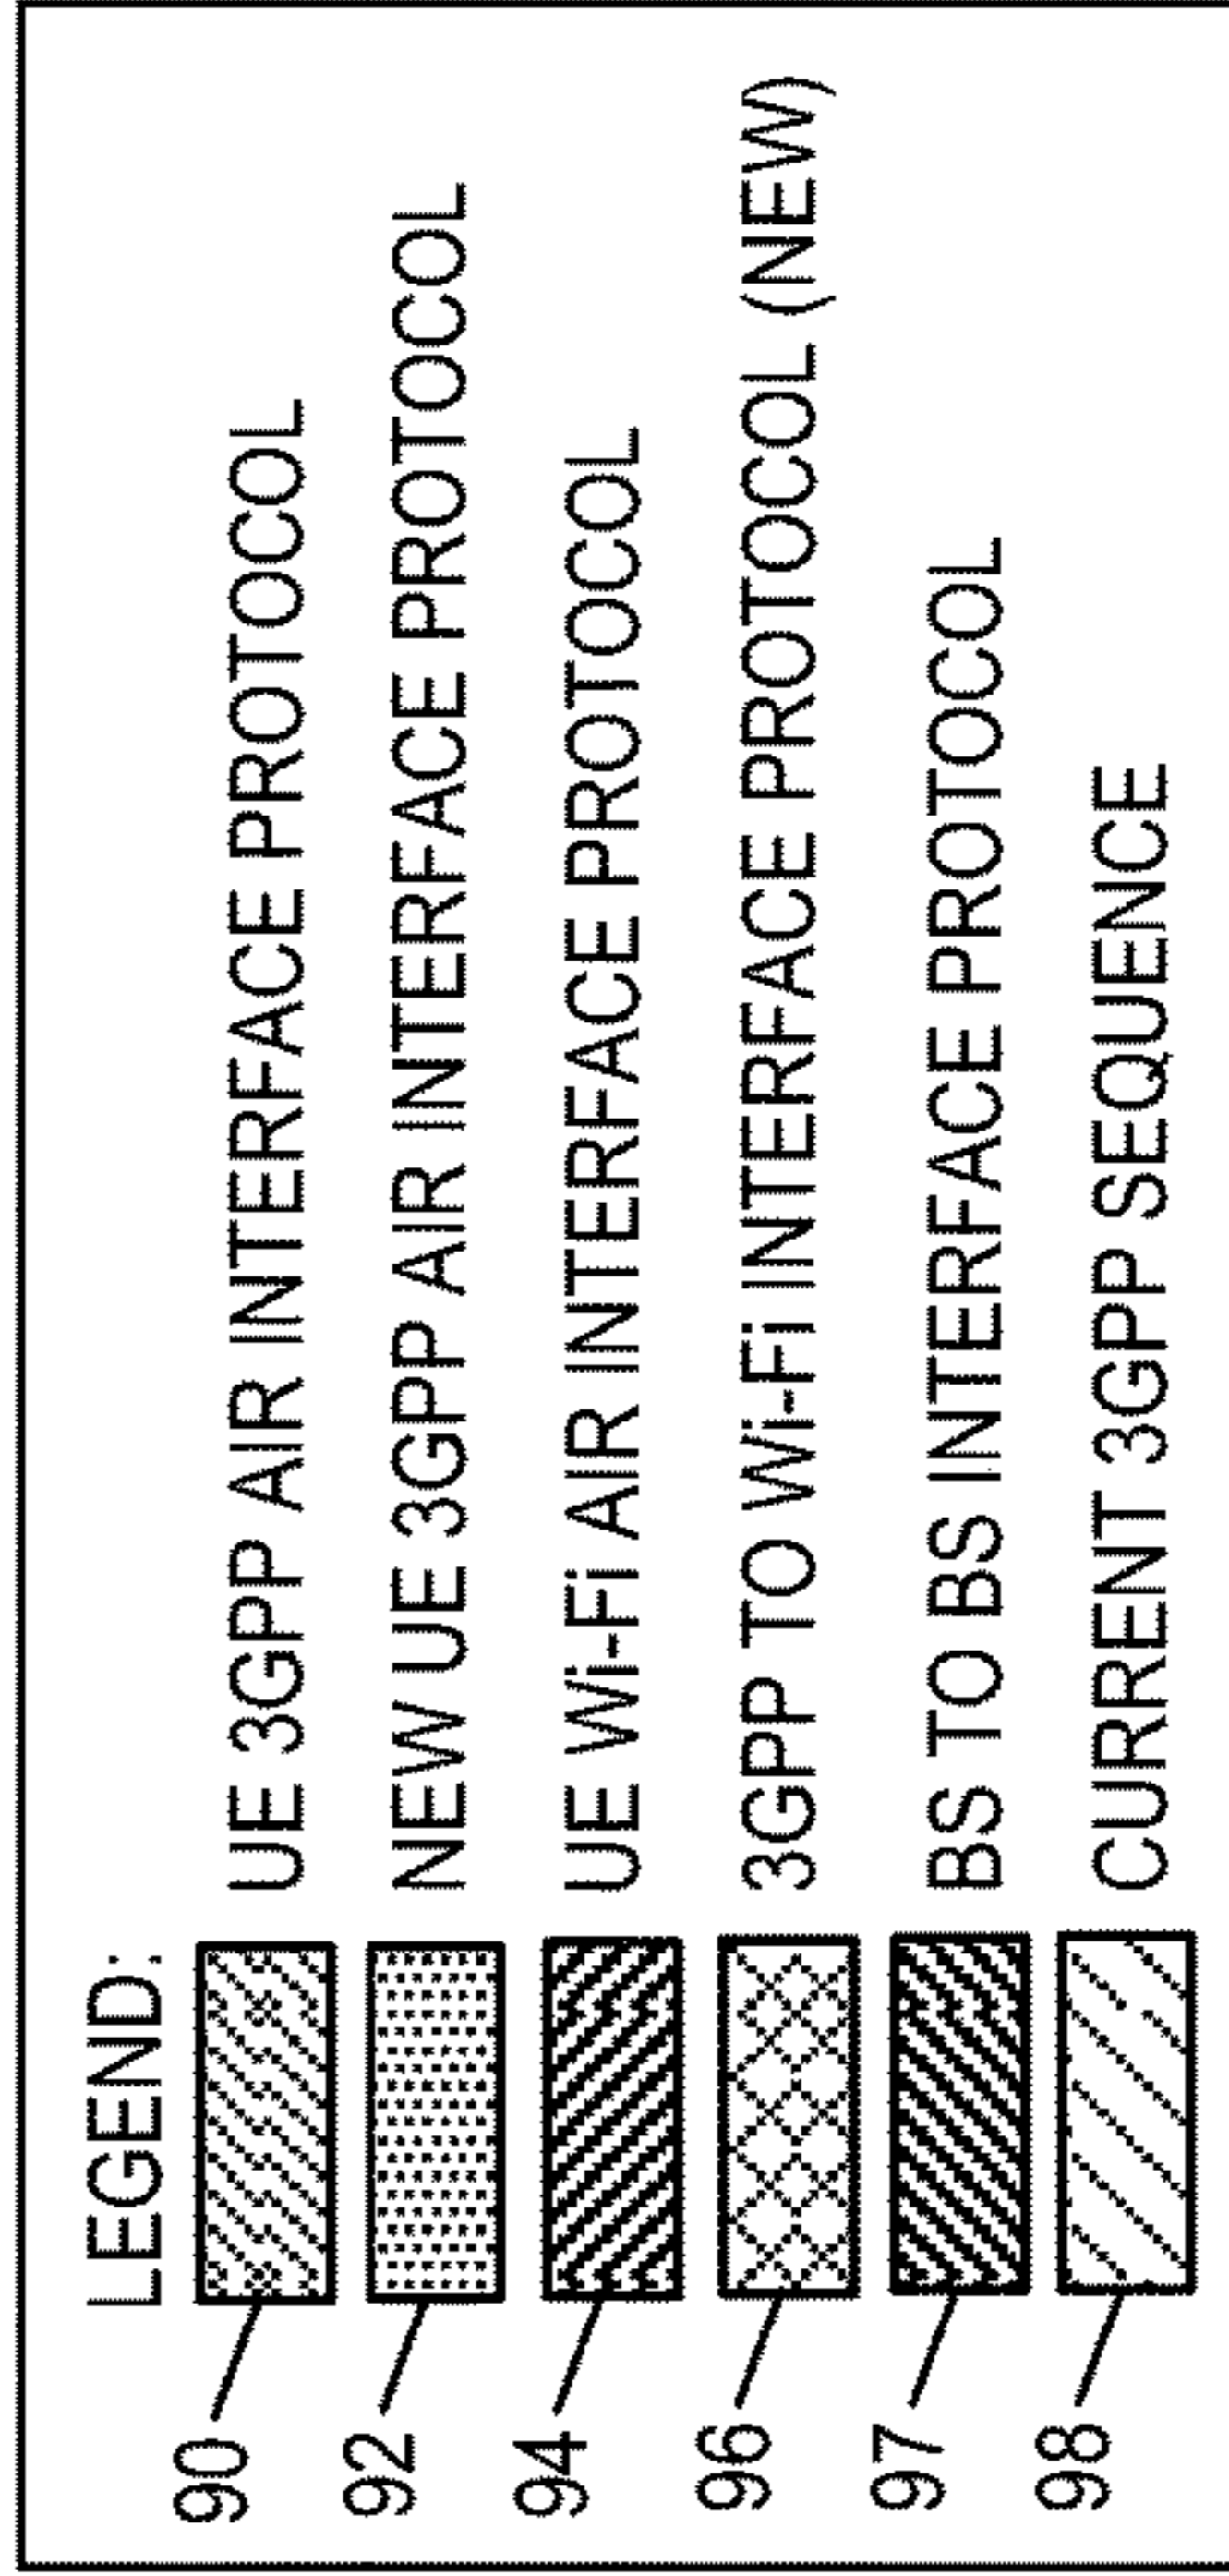 LEGEND:
90 UE 3GPP AIR INTERFACE PROTOCOL
92 NEW UE 3GPP AIR INTERFACE PROTOCOL
94 UE Wi-Fi AIR INTERFACE PROTOCOL
96 3GPP TO Wi-Fi INTERFACE PROTOCOL (NEW)
97 BS TO BS INTERFACE PROTOCOL
98 CURRENT 3GPP SEQUENCE